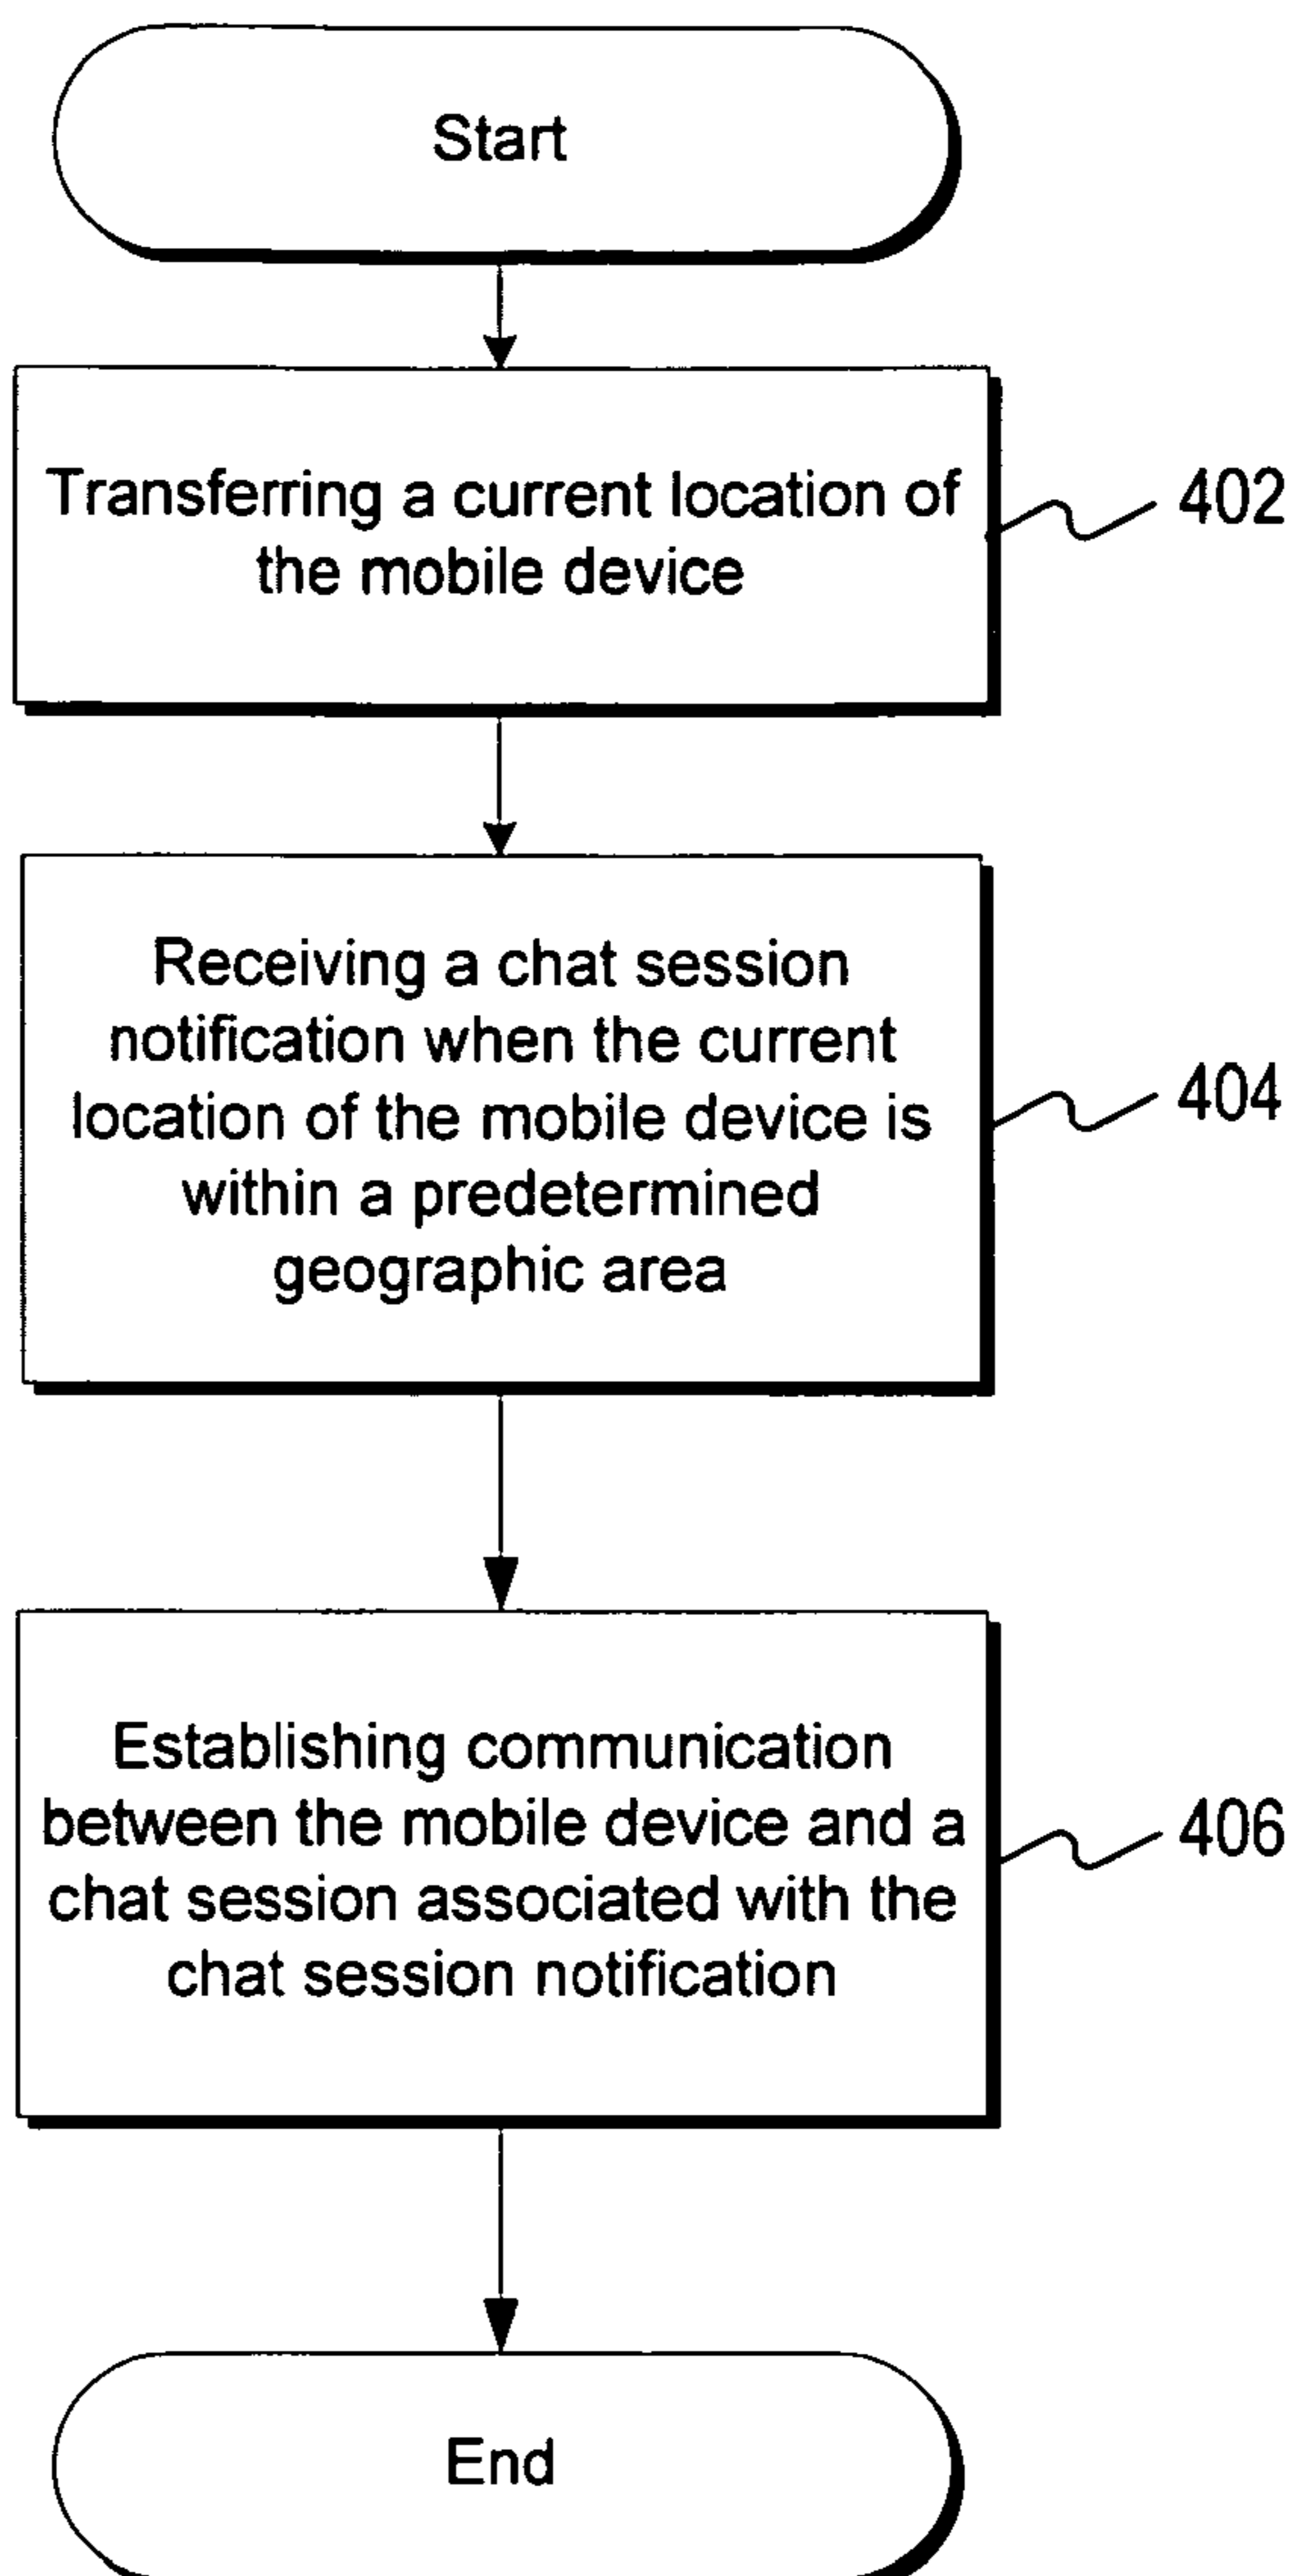 Start
Transferring a current location of
the mobile device
402
Receiving a chat session
notification when the current
location of the mobile device is
within a predetermined
geographic area
404
Establishing communication
between the mobile device and a
chat session associated with the
chat session notification
406
End